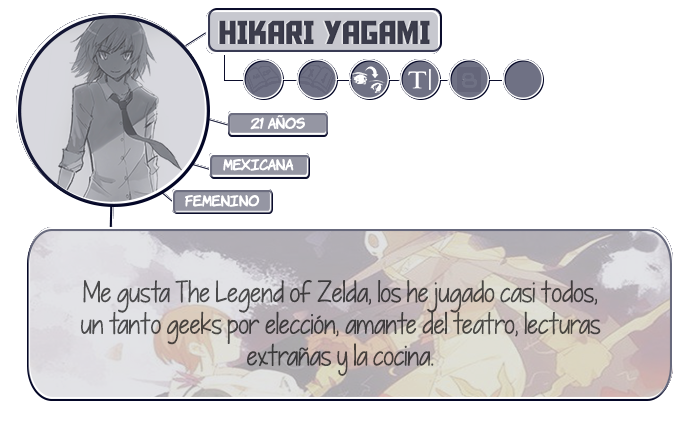 HIKARI YAGAMI
T
B
21 AÑOS
MEXICANA
FEMENINO
Me gusta The Legend of Zelda, los he jugado casi todos,
un tanto geeks por elección, amante del teatro, lecturas
extrañas y la cocina.